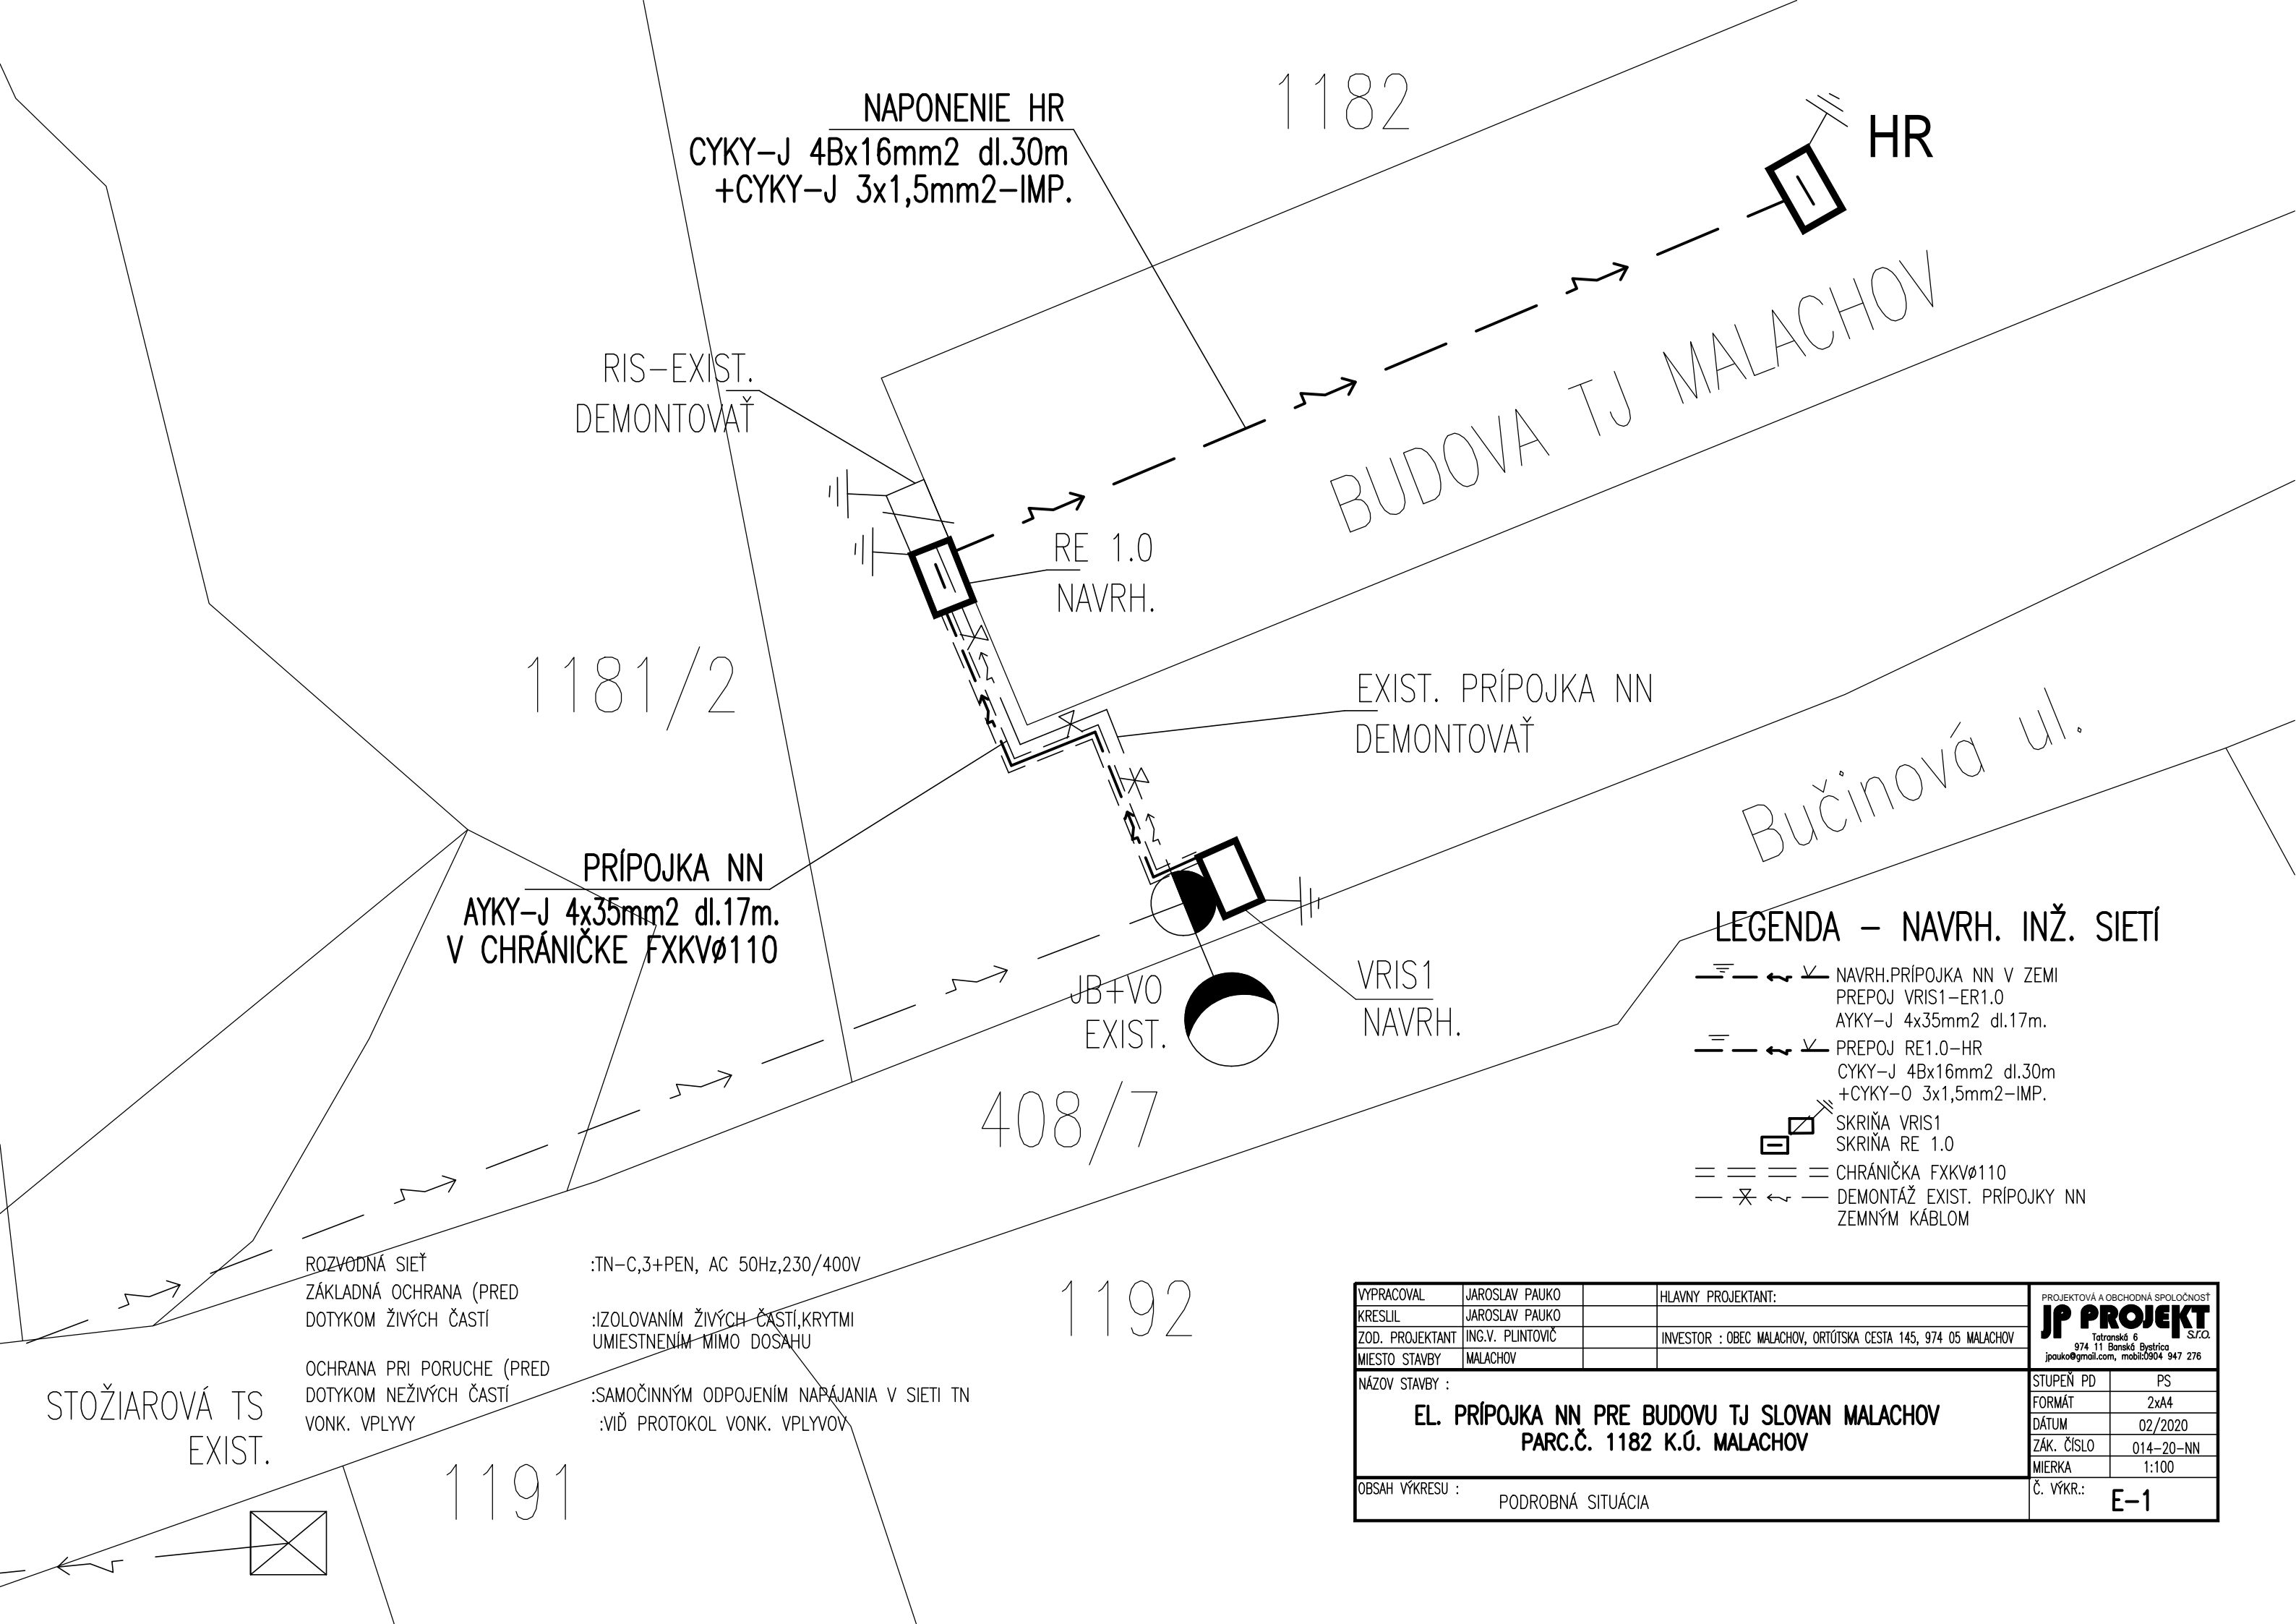 1182
NAPONENIE HR
CYKY-J 4Bx16mm2 dl.30m
+CYKY-J 3x1,5mm2-IMP.
HR
BUDOVA TJ MALACHOV
RIS-EXIST.
DEMONTOVAŤ
RE 1.0
NAVRH.
1181/2
EXIST. PRÍPOJKA NN
DEMONTOVAŤ
Bučinová ul.
PRÍPOJKA NN
AYKY-J 4x35mm2 dl.17m.
V CHRÁNIČKE FXKVø110
JB+VO
EXIST.
VRIS1
NAVRH.
408/7
LEGENDA - NAVRH. INŽ. SIETÍ
NAVRH.PRÍPOJKA NN V ZEMI
PREPOJ VRIS1-ER1.0
AYKY-J 4x35mm2 dl.17m.
PREPOJ RE1.0-HR
CYKY-J 4Bx16mm2 dl.30m
+CYKY-O 3x1,5mm2-IMP.
SKRIŇA VRIS1
SKRIŇA RE 1.0
CHRÁNIČKA FXKVø110
DEMONTÁŽ EXIST. PRÍPOJKY NN
ZEMNÝM KÁBLOM
ROZVODNÁ SIEŤ :TN-C,3+PEN, AC 50Hz,230/400V
ZÁKLADNÁ OCHRANA (PRED
DOTYKOM ŽIVÝCH ČASTÍ :IZOLOVANÍM ŽIVÝCH ČASTÍ,KRYTMI
UMIESTNENÍM MIMO DOSAHU
OCHRANA PRI PORUCHE (PRED
DOTYKOM NEŽIVÝCH ČASTÍ :SAMOČINNÝM ODPOJENÍM NAPÁJANIA V SIETI TN
VONK. VPLYVY :VIĎ PROTOKOL VONK. VPLYVOV
1192
STOŽIAROVÁ TS
EXIST.
1191
VYPRACOVAL JAROSLAV PAUKO HLAVNY PROJEKTANT:
KRESLIL JAROSLAV PAUKO
ZOD. PROJEKTANT ING.V. PLINTOVIČ INVESTOR : OBEC MALACHOV, ORTÚTSKA CESTA 145, 974 05 MALACHOV
MIESTO STAVBY MALACHOV
PROJEKTOVÁ A OBCHODNÁ SPOLOČNOSŤ
JP PROJEKT
s.r.o.
Tatranská 6
974 11 Banská Bystrica
jpauko@gmail.com, mobil:0904 947 276
NÁZOV STAVBY :
EL. PRÍPOJKA NN PRE BUDOVU TJ SLOVAN MALACHOV
PARC.Č. 1182 K.Ú. MALACHOV
STUPEŇ PD PS
FORMÁT 2xA4
DÁTUM 02/2020
ZÁK. ČÍSLO 014-20-NN
MIERKA 1:100
OBSAH VÝKRESU :
PODROBNÁ SITUÁCIA
Č. VÝKR.:
E-1